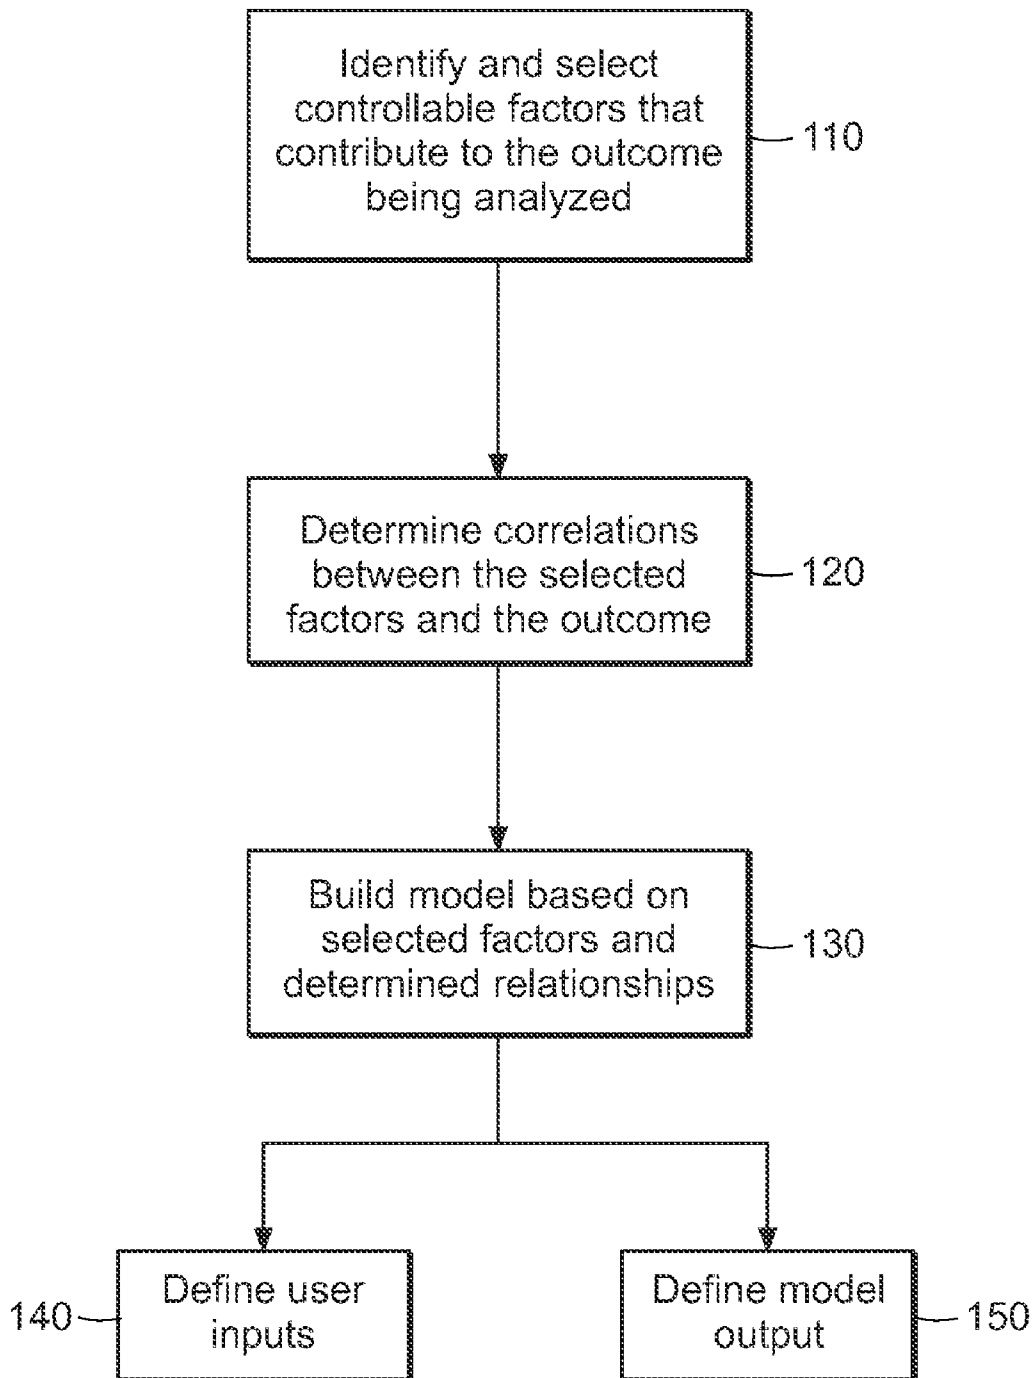 Identify and select
controllable factors that
contribute to the outcome
being analyzed
110
Determine correlations
between the selected
factors and the outcome
120
Build model based on
selected factors and
determined relationships
130
Define user
inputs
140
Define model
output
150